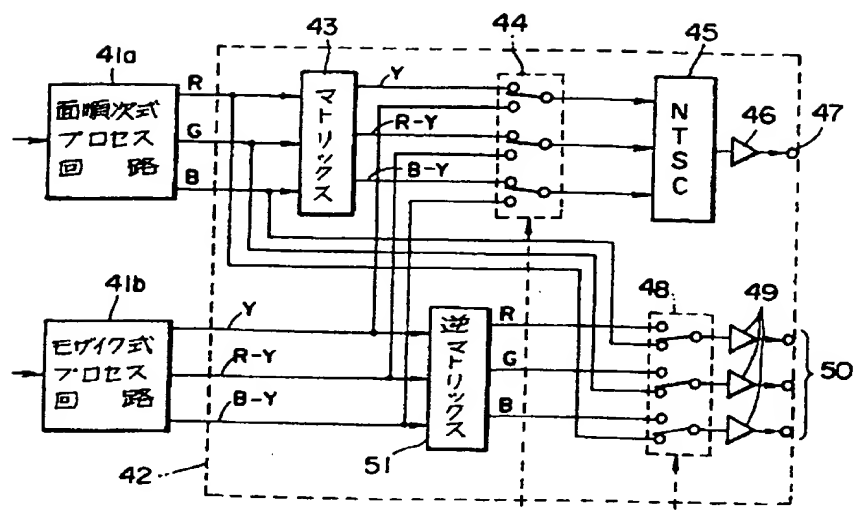 43
44
45
41a
面順次式
プロセス
回路
R
G
B
マトリックス
Y
R-Y
B-Y
NTSC
46
47
41b
モザイク式
プロセス
回路
Y
R-Y
B-Y
逆マトリックス
R
G
B
48
49
50
42
51